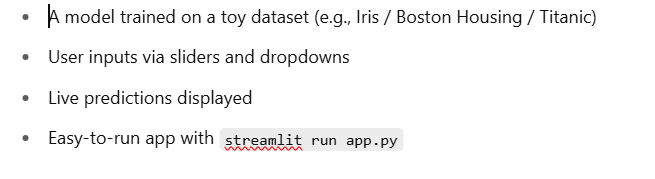 • A model trained on a toy dataset (e.g., Iris / Boston Housing / Titanic)
• User inputs via sliders and dropdowns
• Live predictions displayed
• Easy-to-run app with streamlit run app.py